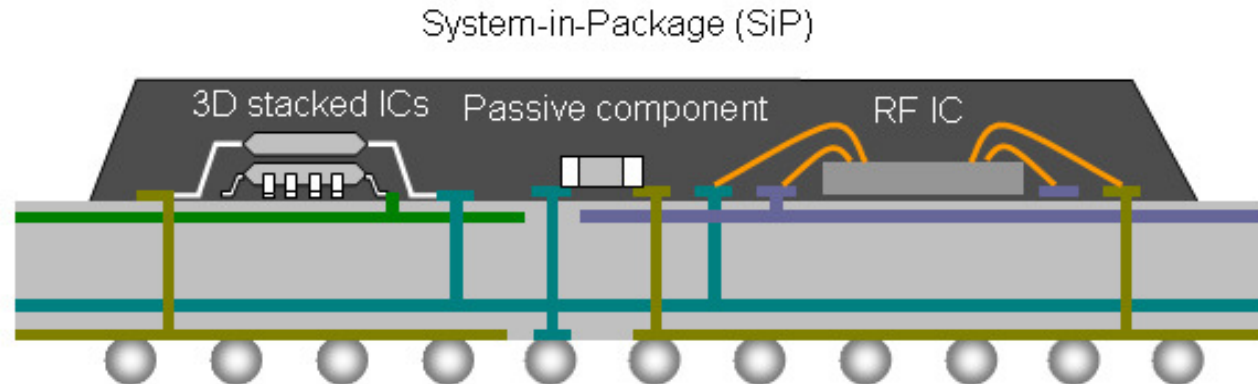 System-in-Package (SiP)
3D stacked ICs
Passive component
RF IC